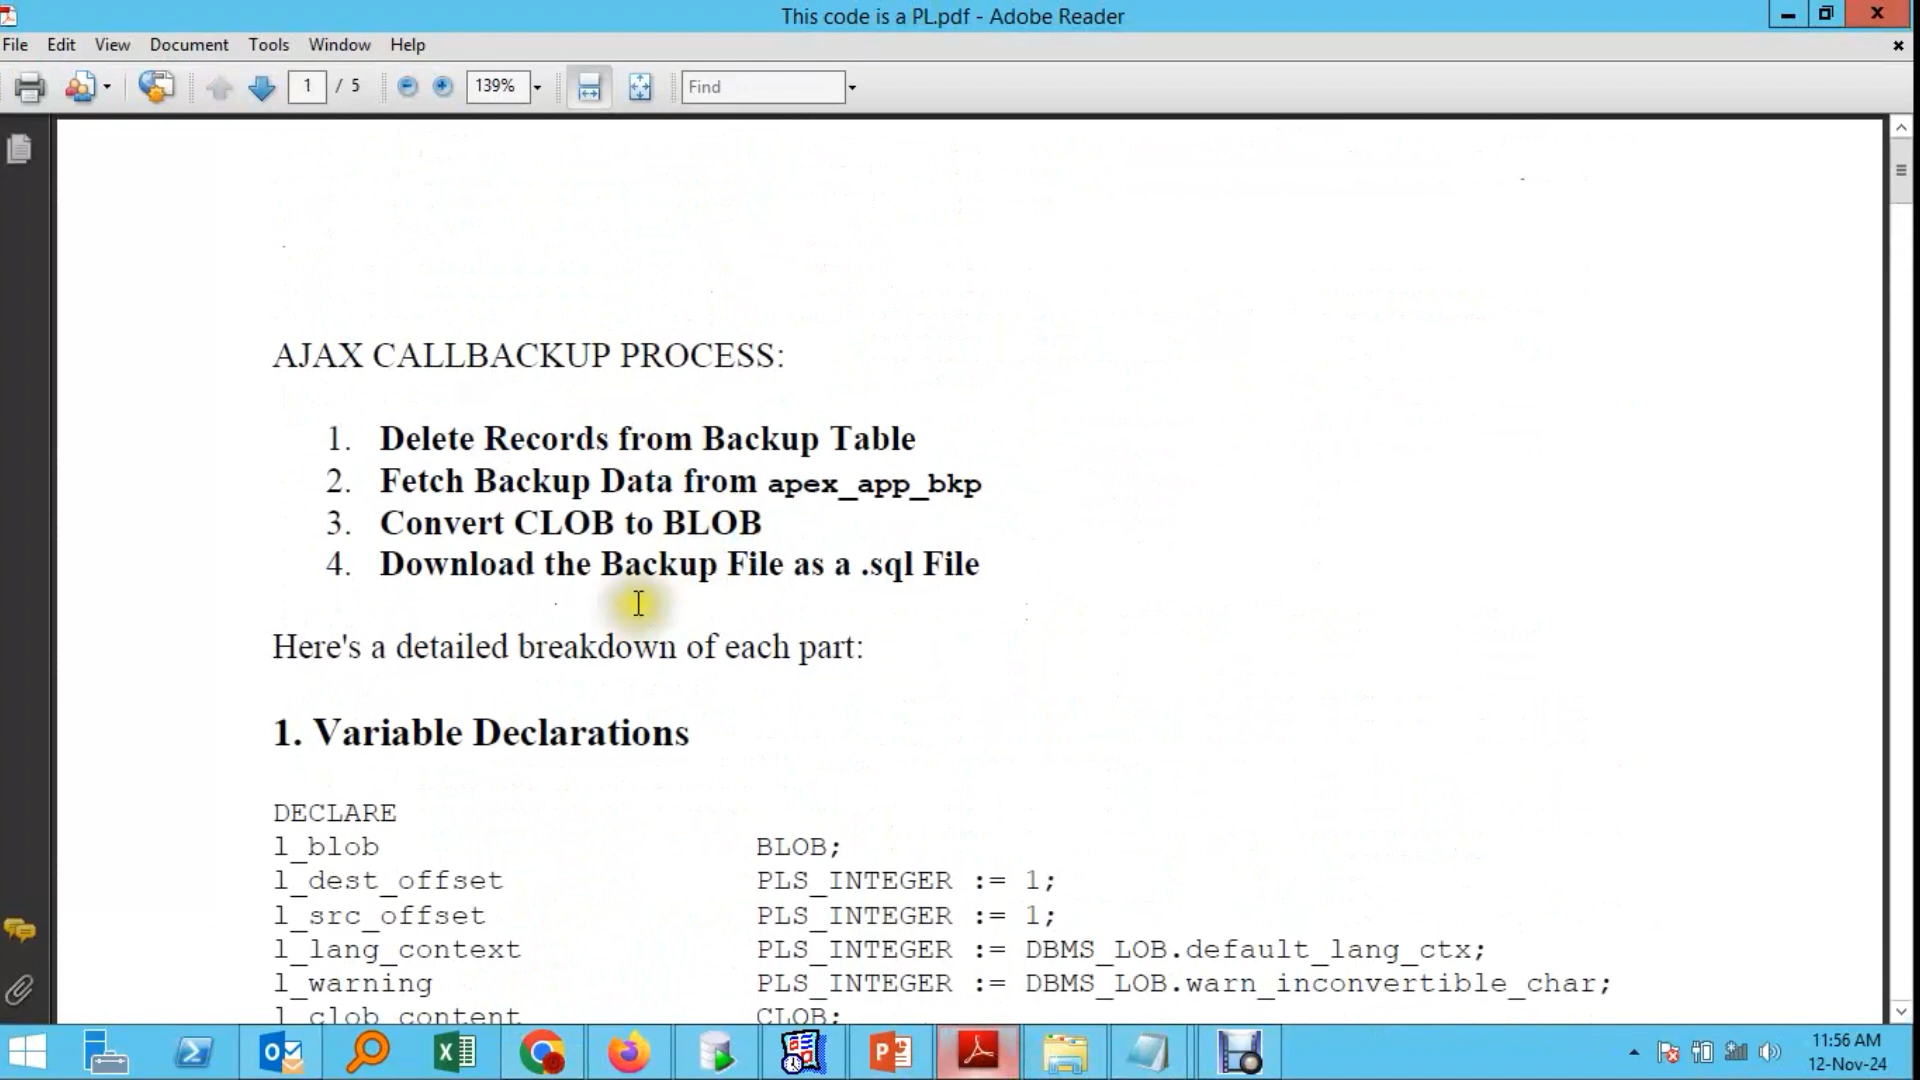 This code is a PL.pdf - Adobe Reader
File Edit View Document Tools Window Help
1 / 5 139% Find
AJAX CALLBACKUP PROCESS:
1. Delete Records from Backup Table
2. Fetch Backup Data from apex_app_bkp
3. Convert CLOB to BLOB
4. Download the Backup File as a .sql File
Here's a detailed breakdown of each part:
1. Variable Declarations
DECLARE
l_blob BLOB;
l_dest_offset PLS_INTEGER := 1;
l_src_offset PLS_INTEGER := 1;
l_lang_context PLS_INTEGER := DBMS_LOB.default_lang_ctx;
l_warning PLS_INTEGER := DBMS_LOB.warn_inconvertible_char;
l_clob_content CLOB;
11:56 AM
12-Nov-24